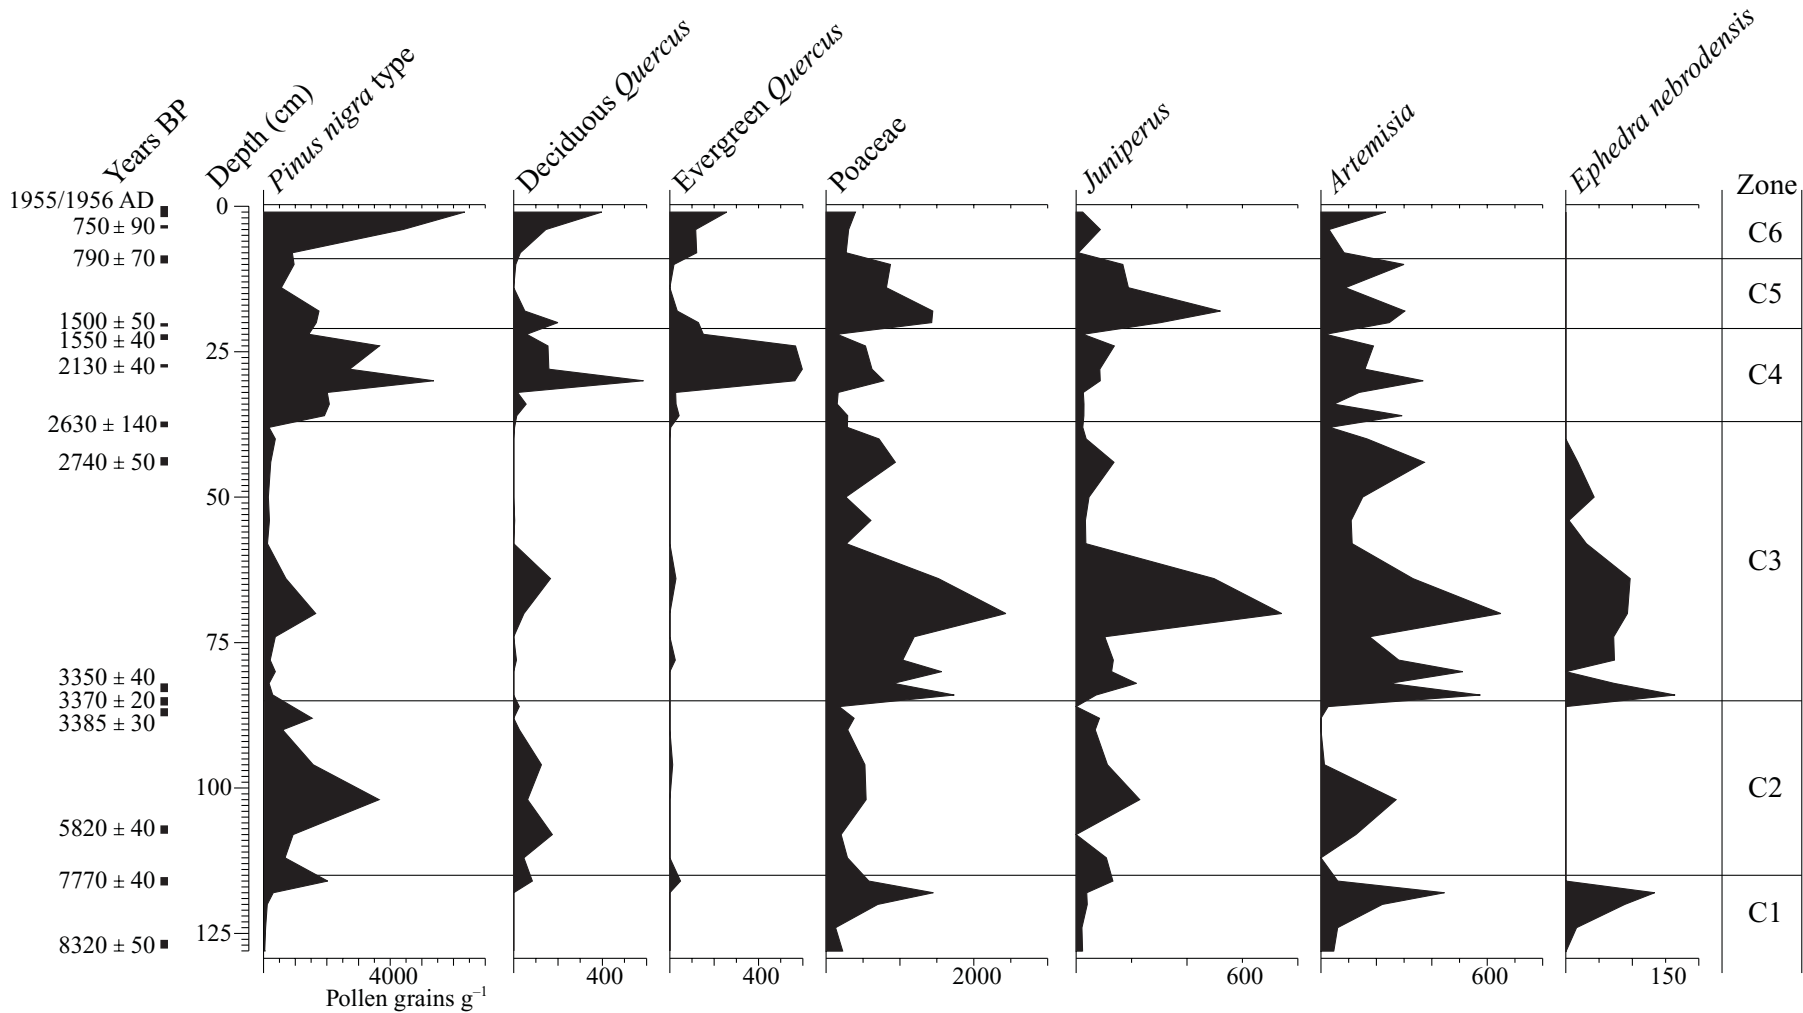 Years BP
Depth (cm)
Pinus nigra type
Deciduous Quercus
Evergreen Quercus
Poaceae
Juniperus
Artemisia
Ephedra nebrodensis
Zone
1955/1956 AD
750 ± 90
790 ± 70
1500 ± 50
1550 ± 40
2130 ± 40
2630 ± 140
2740 ± 50
3350 ± 40
3370 ± 20
3385 ± 30
5820 ± 40
7770 ± 40
8320 ± 50
0
25
50
75
100
125
C6
C5
C4
C3
C2
C1
4000
400
400
2000
600
600
150
Pollen grains g⁻¹